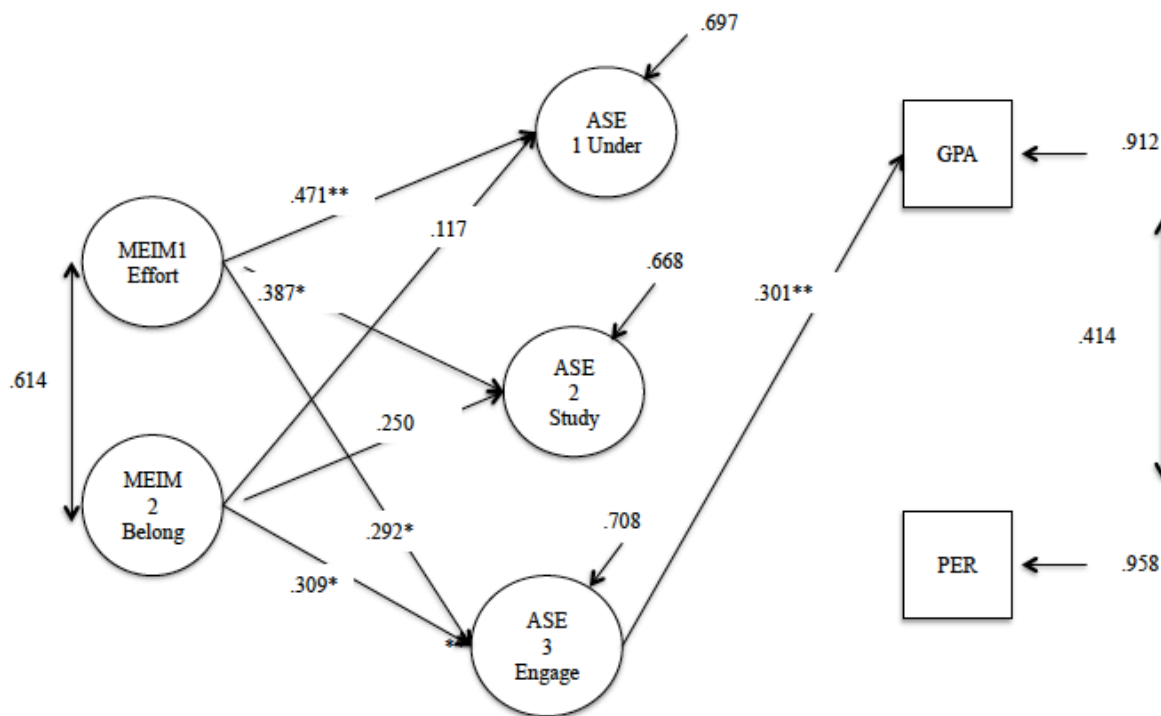 .697
ASE
1 Under
GPA
.912
.471**
.117
MEIM1
Effort
.668
.387*
.301**
.414
ASE
2
Study
.614
.250
MEIM
2
Belong
.708
.292*
.309*
PER
.958
ASE
3
Engage
*